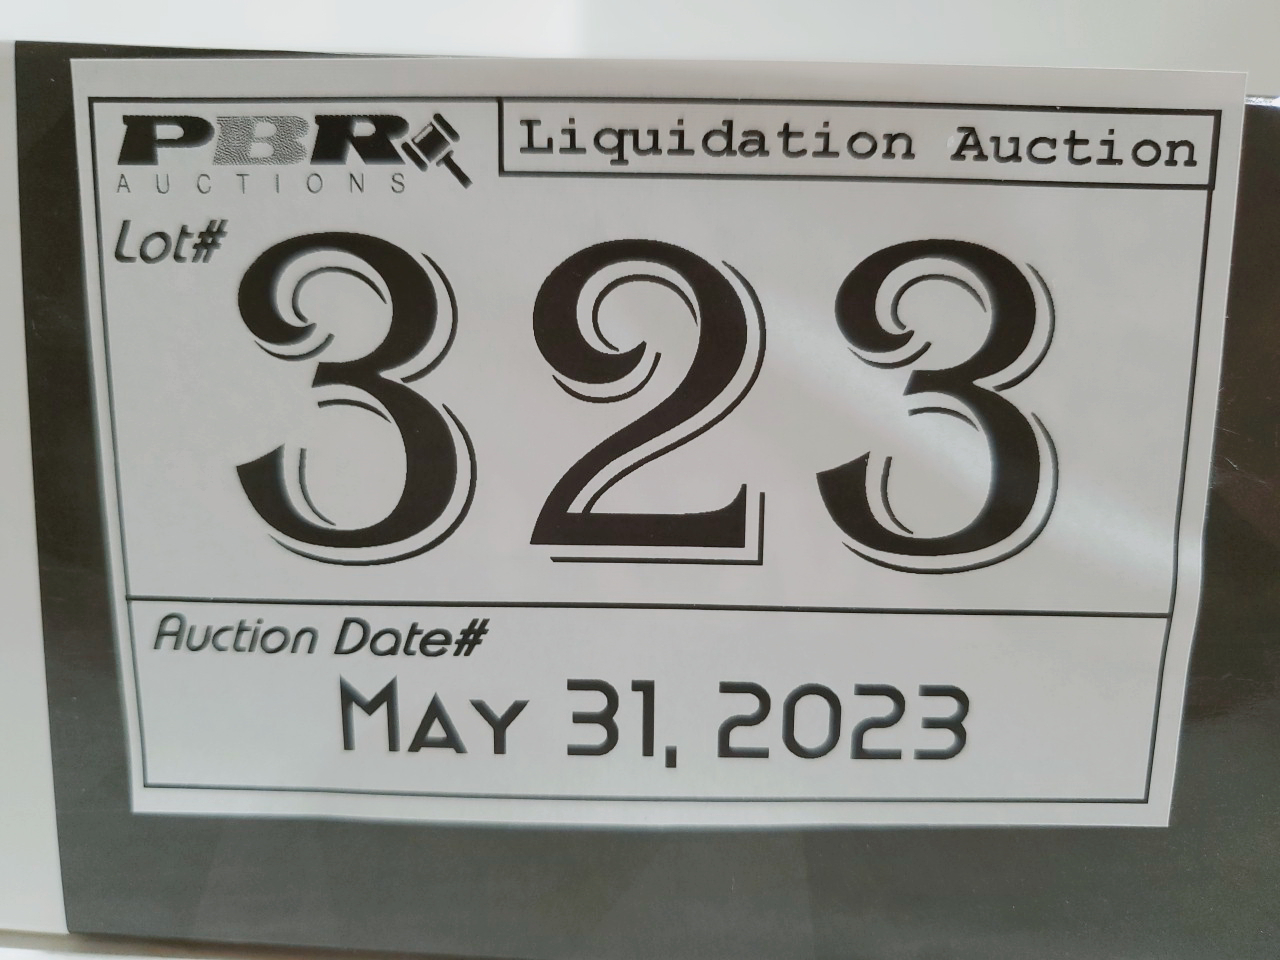 PBR
AUCTIONS
Liquidation Auction
Lot#
323
Auction Date#
May 31, 2023